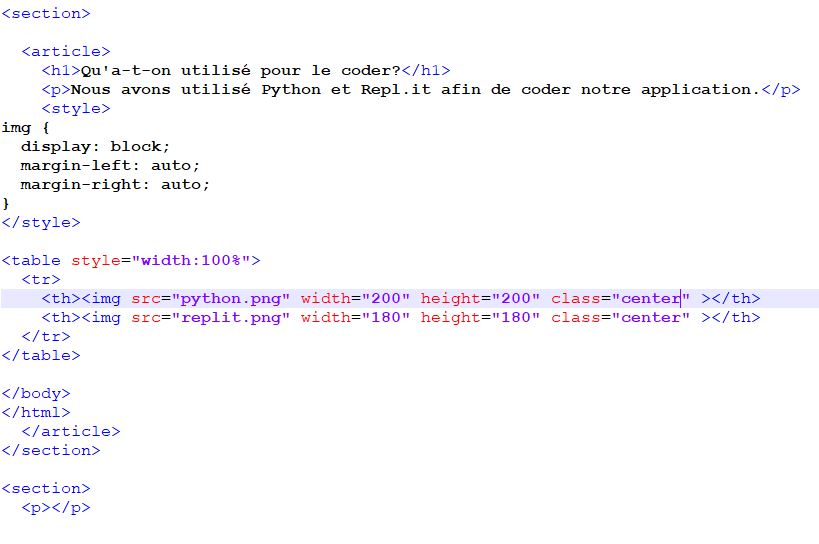 <section>
<article>
<h1>Qu'a-t-on utilisé pour le coder?</h1>
<p>Nous avons utilisé Python et Repl.it afin de coder notre application.</p>
<style>
img {
display: block;
margin-left: auto;
margin-right: auto;
}
</style>
<table style="width:100%">
<tr>
<th><img src="python.png" width="200" height="200" class="center" ></th>
<th><img src="replit.png" width="180" height="180" class="center" ></th>
</tr>
</table>
</body>
</html>
</article>
</section>
<section>
<p></p>